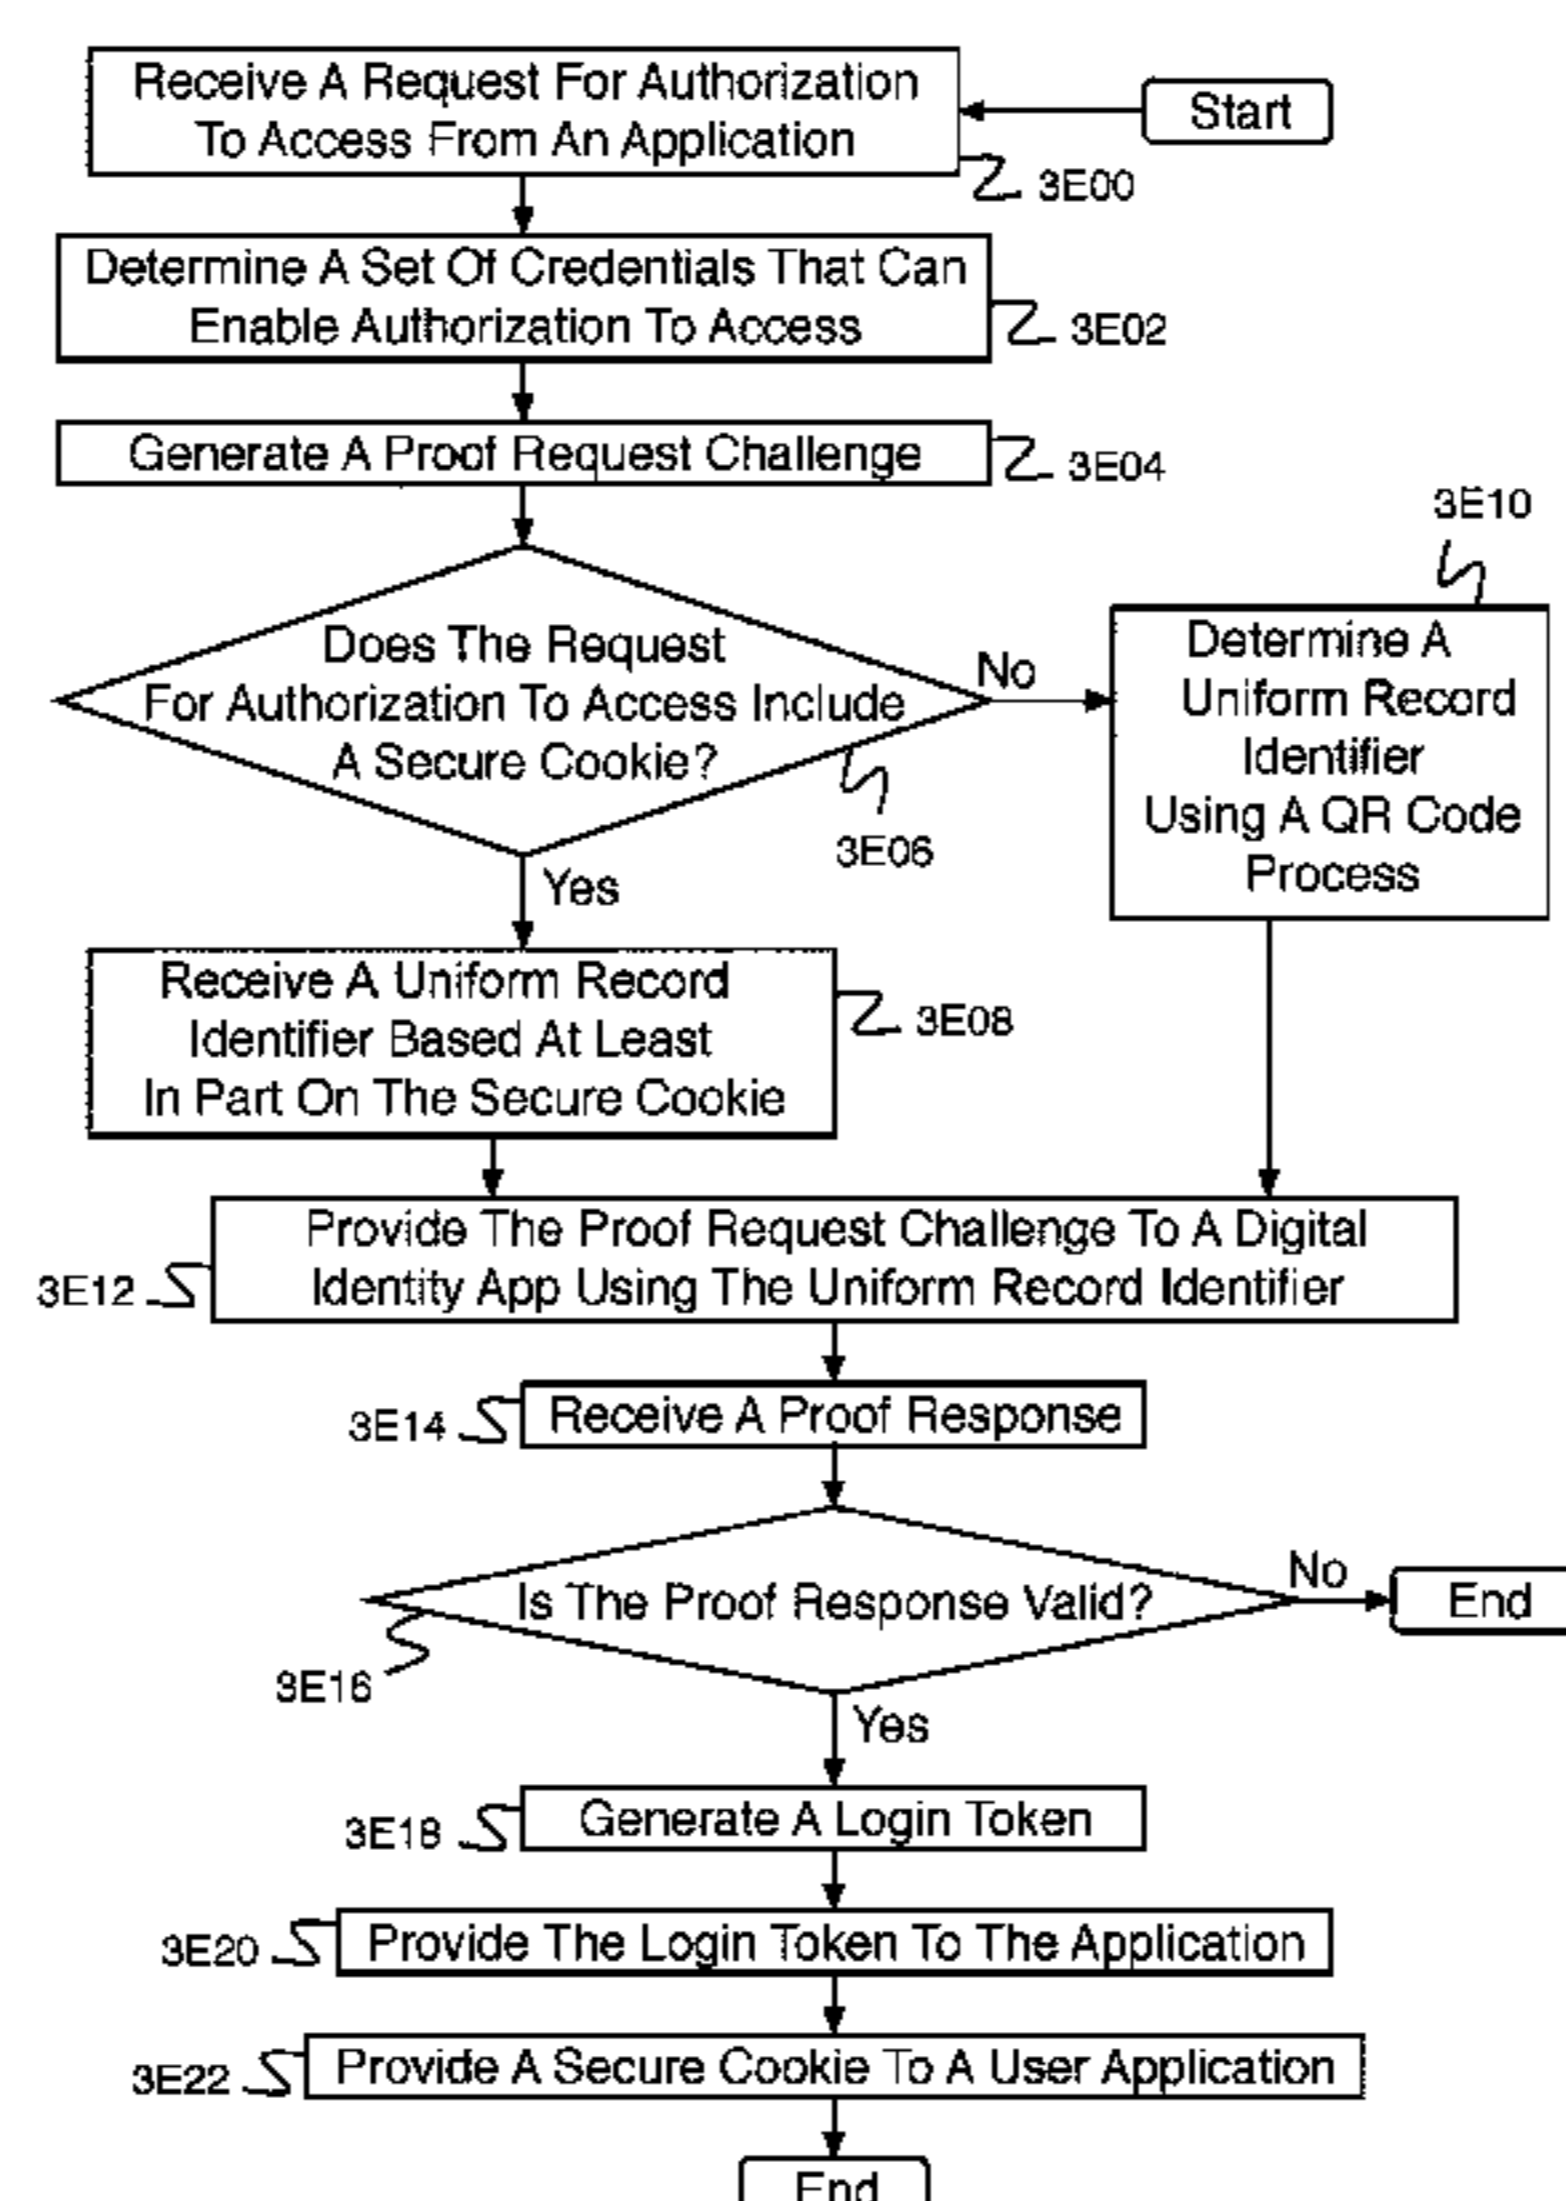 Receive A Request For Authorization
To Access From An Application
Start
3E00
Determine A Set Of Credentials That Can
Enable Authorization To Access
3E02
Generate A Proof Request Challenge
3E04
3E10
Does The Request
For Authorization To Access Include
A Secure Cookie?
3E06
No
Determine A
Uniform Record
Identifier
Using A QR Code
Process
Yes
Receive A Uniform Record
Identifier Based At Least
In Part On The Secure Cookie
3E08
Provide The Proof Request Challenge To A Digital
Identity App Using The Uniform Record Identifier
3E12
Receive A Proof Response
3E14
Is The Proof Response Valid?
No
End
3E16
Yes
Generate A Login Token
3E18
Provide The Login Token To The Application
3E20
Provide A Secure Cookie To A User Application
3E22
End